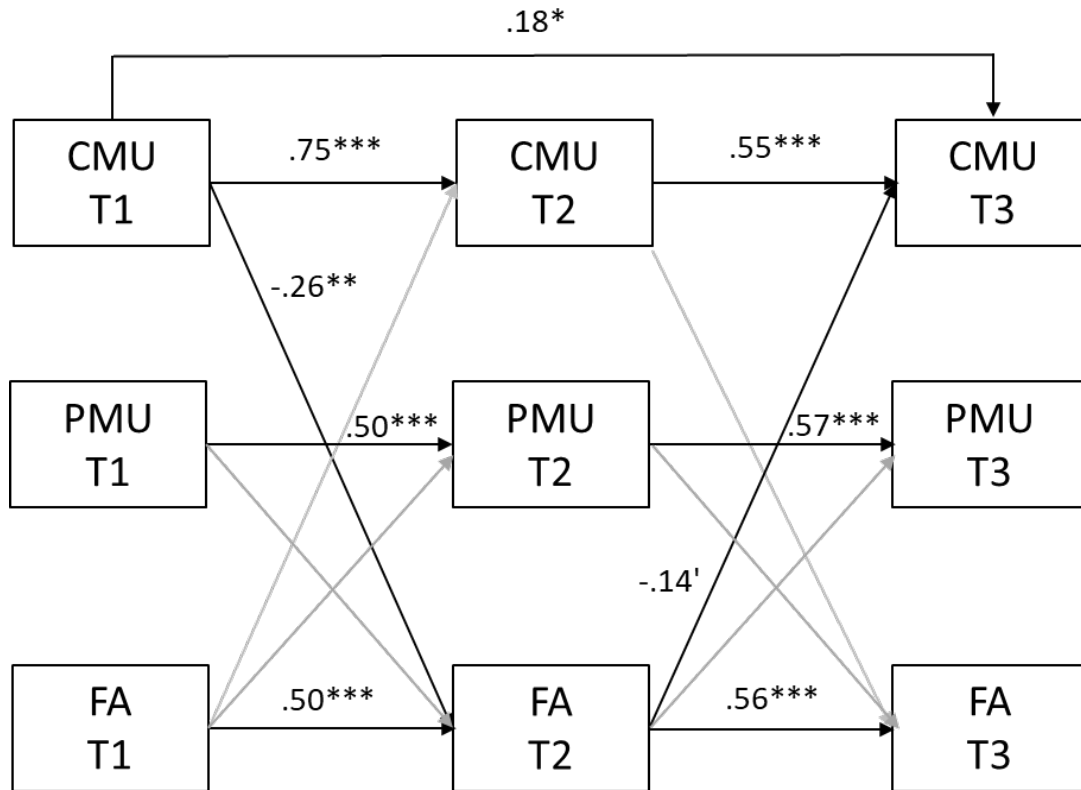 .18*
CMU
T1
.75***
CMU
T2
.55***
CMU
T3
-.26**
PMU
T1
.50***
PMU
T2
.57***
PMU
T3
-.14'
FA
T1
.50***
FA
T2
.56***
FA
T3